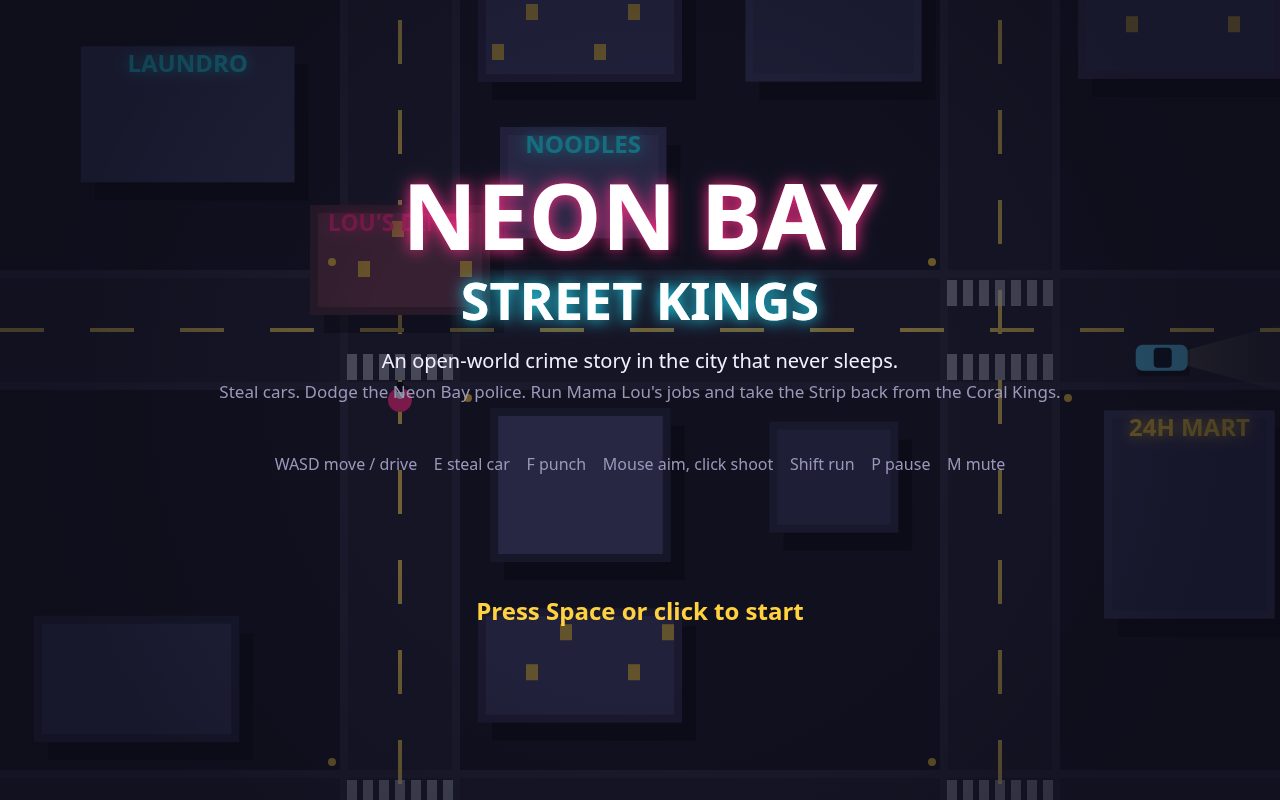 LAUNDRO
NOODLES
NEON BAY
LOU'S
STREET KINGS
An open-world crime story in the city that never sleeps.
Steal cars. Dodge the Neon Bay police. Run Mama Lou's jobs and take the Strip back from the Coral Kings.
24H MART
WASD move / drive E steal car F punch Mouse aim, click shoot Shift run P pause M mute
Press Space or click to start